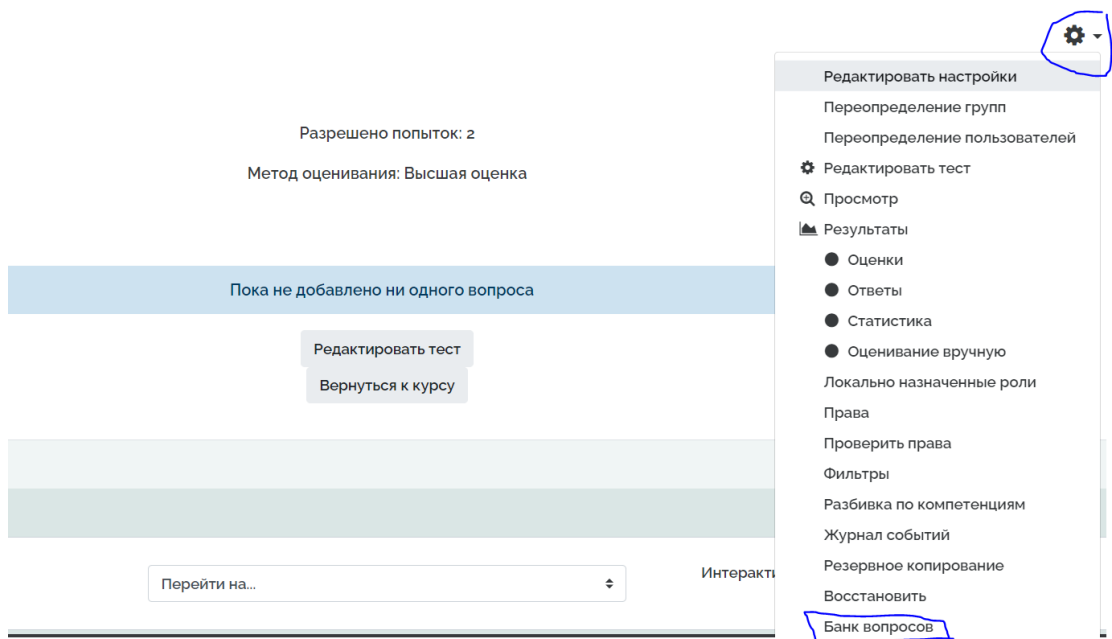 Разрешено попыток: 2
Метод оценивания: Высшая оценка
Пока не добавлено ни одного вопроса
Редактировать тест
Вернуться к курсу
Перейти на...
Интеракти
Редактировать настройки
Переопределение групп
Переопределение пользователей
Редактировать тест
Просмотр
Результаты
Оценки
Ответы
Статистика
Оценивание вручную
Локально назначенные роли
Права
Проверить права
Фильтры
Разбивка по компетенциям
Журнал событий
Резервное копирование
Восстановить
Банк вопросов